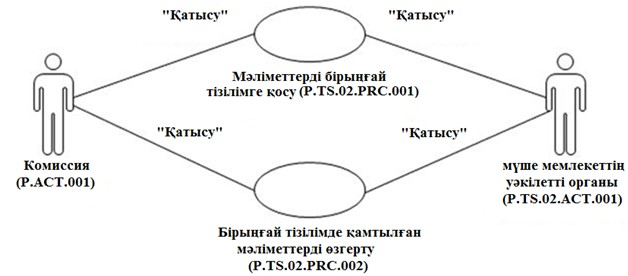 "Қатысу"
"Қатысу"
Мәліметтерді бірыңғай
тізілімге қосу (P.TS.02.PRC.001)
"Қатысу"
"Қатысу"
Комиссия
(P.ACT.001)
мүше мемлекеттің
уәкілетті органы
(P.TS.02.ACT.001)
Бірыңғай тізілімде қамтылған
мәліметтерді өзгерту
(P.TS.02.PRC.002)